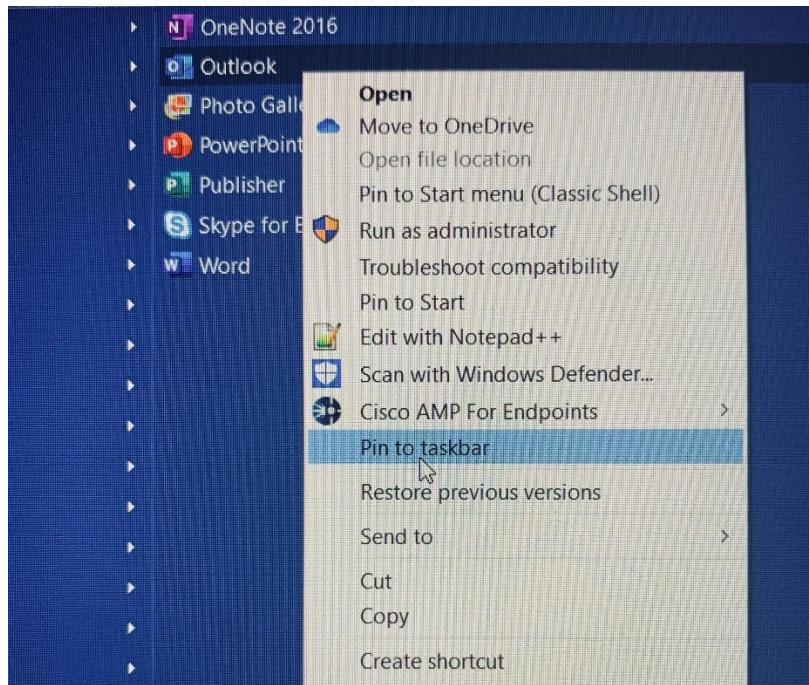 OneNote 2016
Outlook
Photo Galle
PowerPoint
Publisher
Skype for B
Word
Open
Move to OneDrive
Open file location
Pin to Start menu (Classic Shell)
Run as administrator
Troubleshoot compatibility
Pin to Start
Edit with Notepad++
Scan with Windows Defender...
Cisco AMP For Endpoints
Pin to taskbar
Restore previous versions
Send to
Cut
Copy
Create shortcut